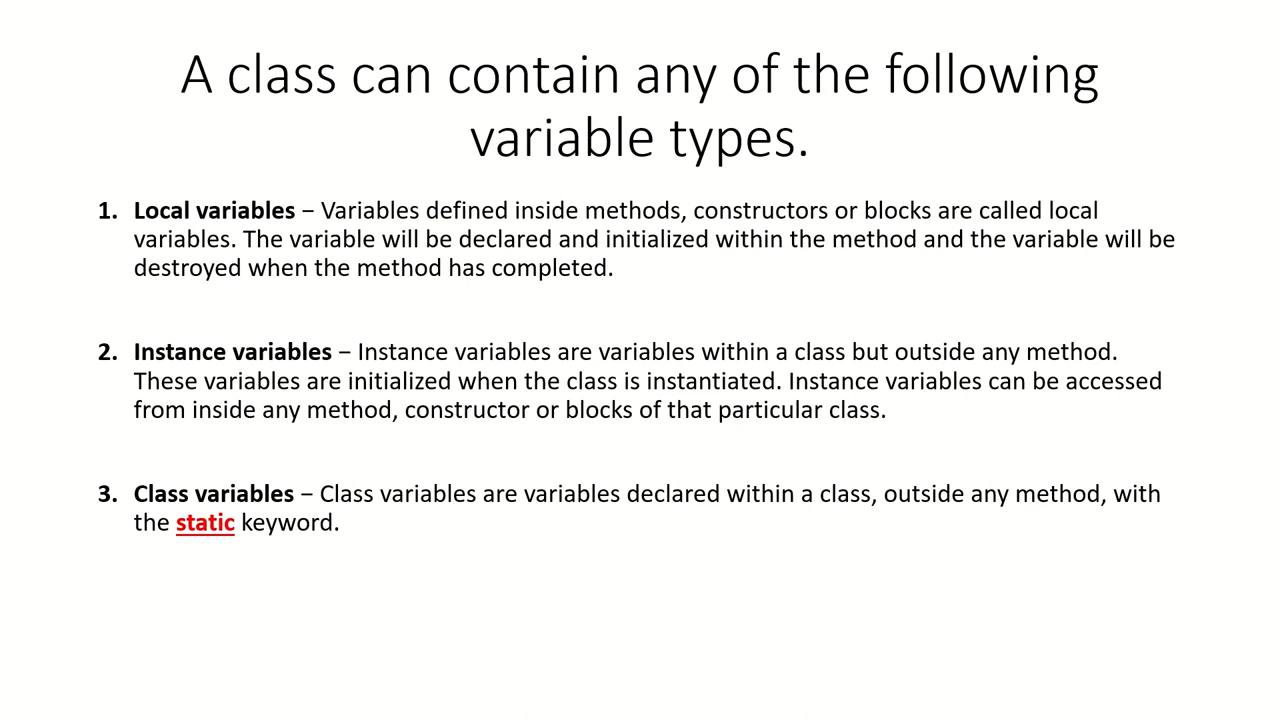 A class can contain any of the following
variable types.
1. Local variables − Variables defined inside methods, constructors or blocks are called local
variables. The variable will be declared and initialized within the method and the variable will be
destroyed when the method has completed.
2. Instance variables − Instance variables are variables within a class but outside any method.
These variables are initialized when the class is instantiated. Instance variables can be accessed
from inside any method, constructor or blocks of that particular class.
3. Class variables − Class variables are variables declared within a class, outside any method, with
the static keyword.